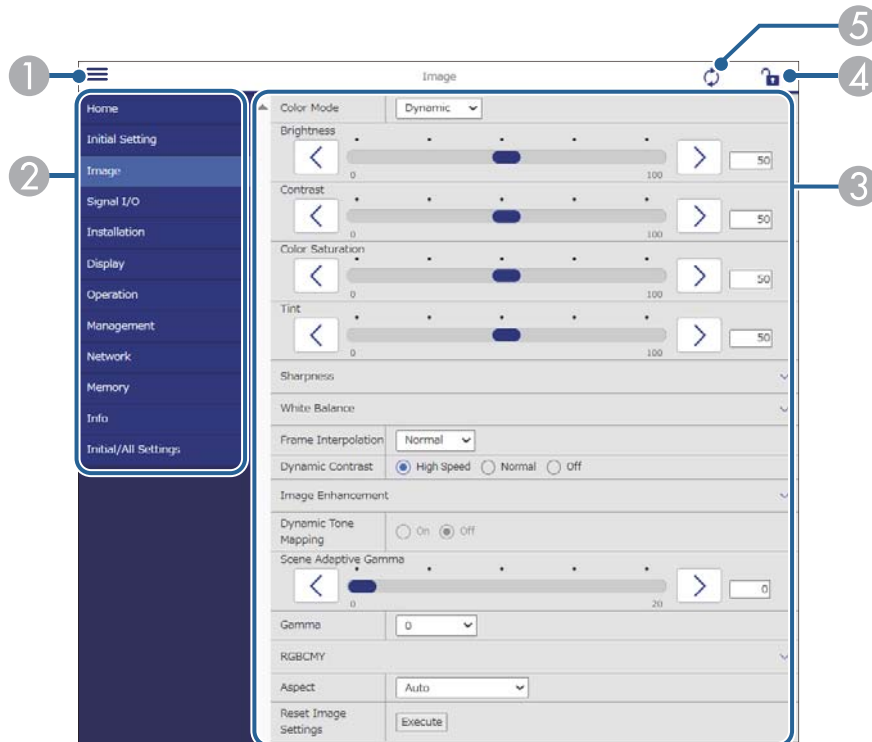 5
1
Image
4
2
Home
Initial Setting
Image
Signal I/O
Installation
Display
Operation
Management
Network
Memory
Info
Initial/All Settings
3
Color Mode
Dynamic
Brightness
0
100
50
Contrast
0
100
50
Color Saturation
0
100
50
Tint
0
100
50
Sharpness
White Balance
Frame Interpolation
Normal
Dynamic Contrast
High Speed
Normal
Off
Image Enhancement
Dynamic Tone
Mapping
On
Off
Scene Adaptive Gamma
0
20
0
Gamma
0
RGBCMY
Aspect
Auto
Reset Image
Settings
Execute